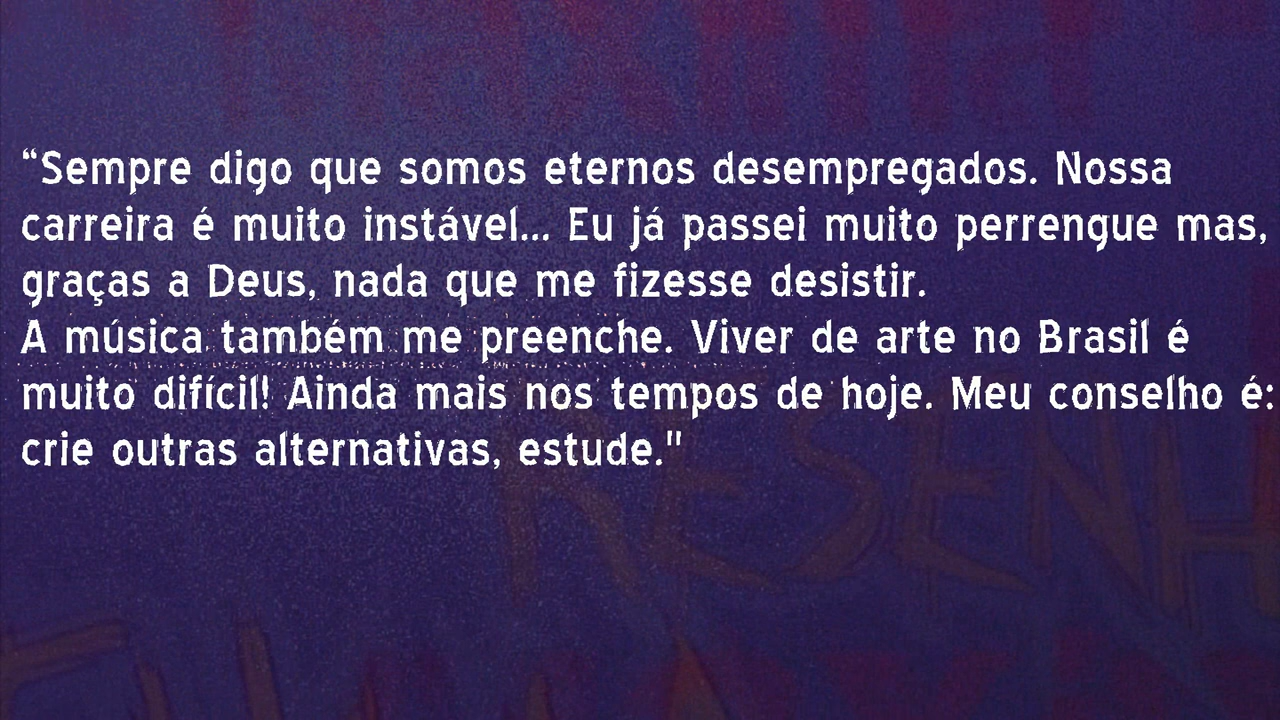 “Sempre digo que somos eternos desempregados. Nossa
carreira é muito instável... Eu já passei muito perrengue mas,
graças a Deus, nada que me fizesse desistir.
A música também me preenche. Viver de arte no Brasil é
muito difícil! Ainda mais nos tempos de hoje. Meu conselho é:
crie outras alternativas, estude."
RESENH